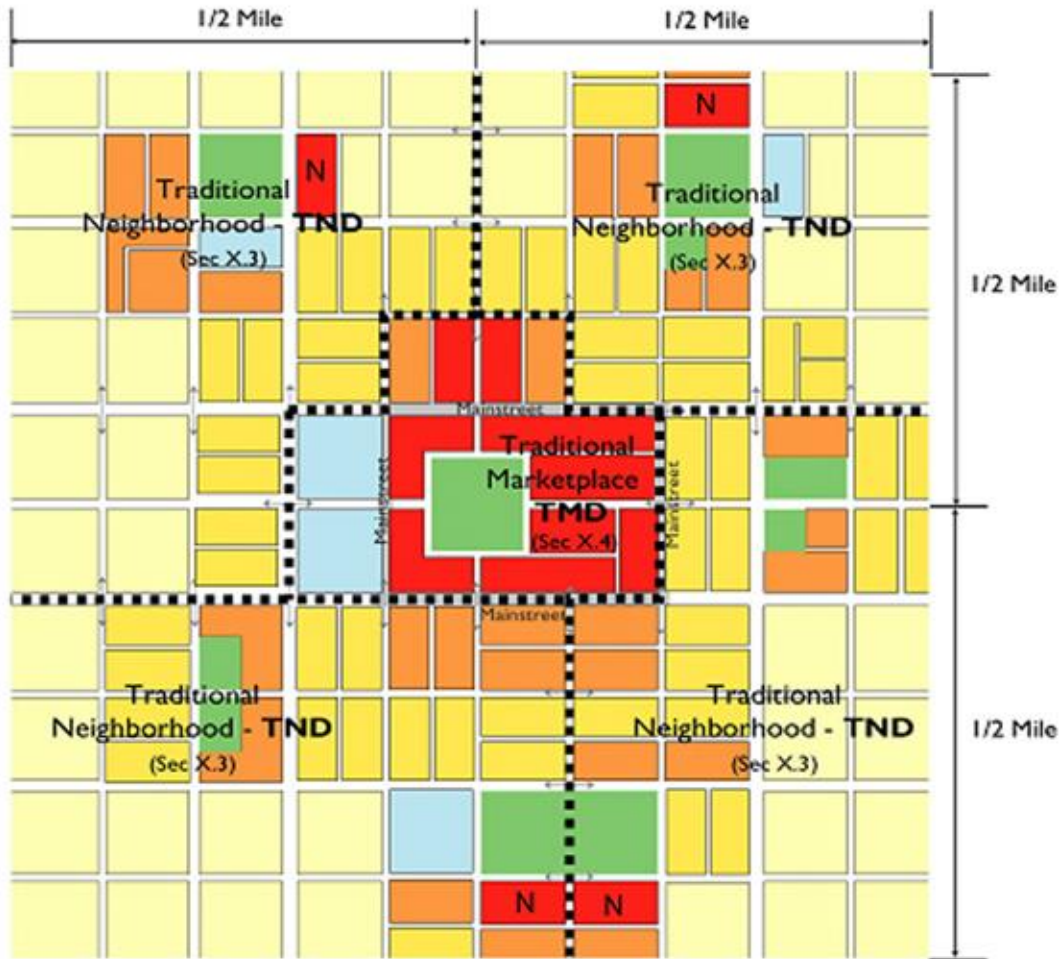 1/2 Mile
1/2 Mile
N
N
Traditional
Neighborhood - TND
(Sec X.3)
Traditional
Neighborhood - TND
(Sec X.3)
1/2 Mile
Mainstreet
Traditional
Marketplace
TMD
(Sec X.4)
Mainstreet
Mainstreet
Mainstreet
Traditional
Neighborhood - TND
(Sec X.3)
Traditional
Neighborhood - TND
(Sec X.3)
1/2 Mile
N
N